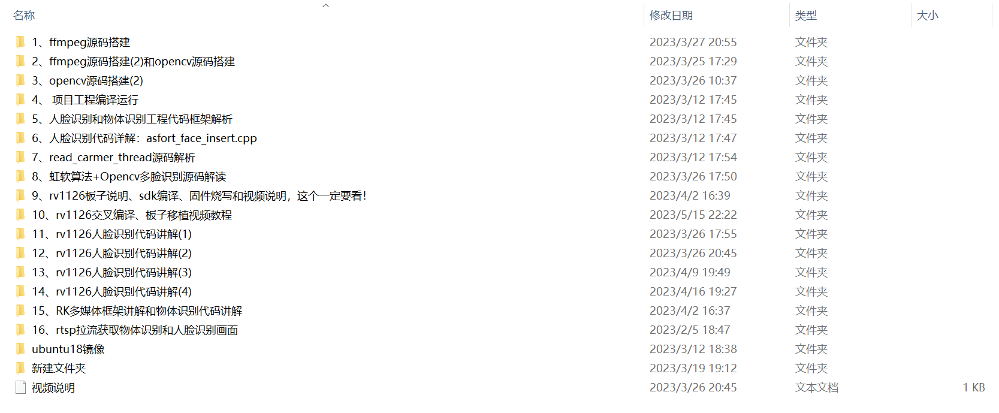 名称 修改日期 类型 大小
1、ffmpeg源码搭建 2023/3/27 20:55 文件夹
2、ffmpeg源码搭建(2)和opencv源码搭建 2023/3/25 17:29 文件夹
3、opencv源码搭建(2) 2023/3/26 10:37 文件夹
4、 项目工程编译运行 2023/3/12 17:45 文件夹
5、人脸识别和物体识别工程代码框架解析 2023/3/12 17:45 文件夹
6、人脸识别代码详解：asfort_face_insert.cpp 2023/3/12 17:47 文件夹
7、read_carmer_thread源码解析 2023/3/12 17:54 文件夹
8、虹软算法+Opencv多脸识别源码解读 2023/3/26 17:50 文件夹
9、rv1126板子说明、sdk编译、固件烧写和视频说明，这个一定要看！ 2023/4/2 16:39 文件夹
10、rv1126交叉编译、板子移植视频教程 2023/5/15 22:22 文件夹
11、rv1126人脸识别代码讲解(1) 2023/3/26 17:55 文件夹
12、rv1126人脸识别代码讲解(2) 2023/3/26 20:45 文件夹
13、rv1126人脸识别代码讲解(3) 2023/4/9 19:49 文件夹
14、rv1126人脸识别代码讲解(4) 2023/4/16 19:27 文件夹
15、RK多媒体框架讲解和物体识别代码讲解 2023/4/2 16:37 文件夹
16、rtsp拉流获取物体识别和人脸识别画面 2023/2/5 18:47 文件夹
ubuntu18镜像 2023/3/12 18:38 文件夹
新建文件夹 2023/3/19 19:12 文件夹
视频说明 2023/3/26 20:45 文本文档 1 KB